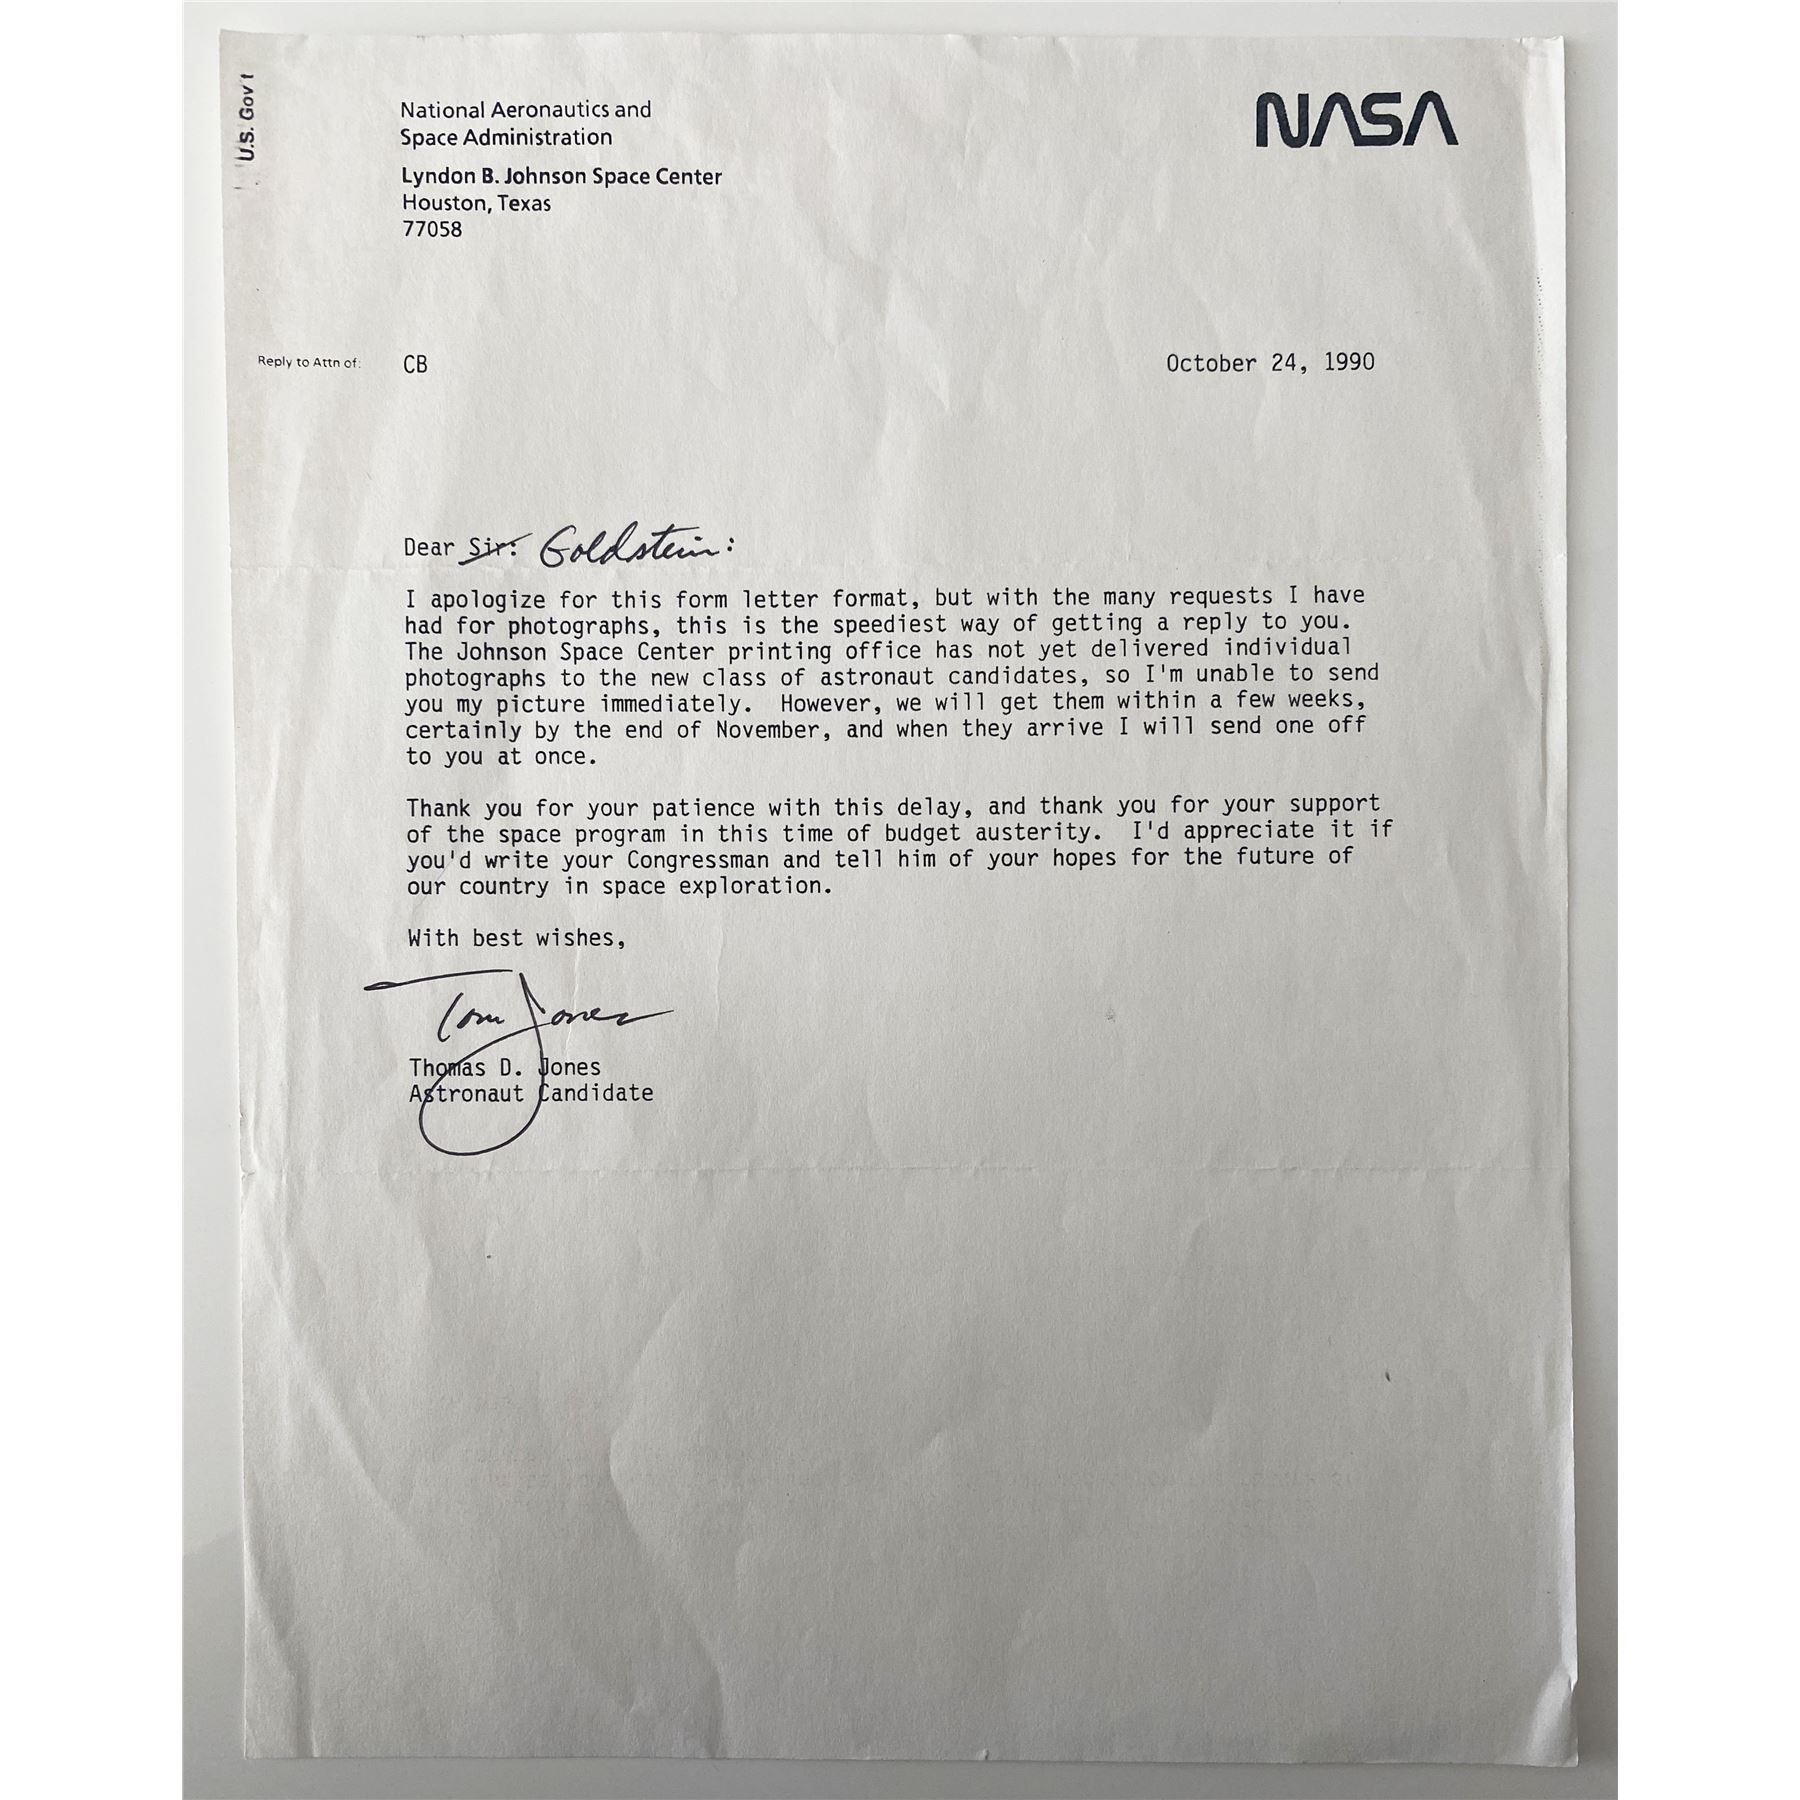 U.S. Gov't
National Aeronautics and
Space Administration
Lyndon B. Johnson Space Center
Houston, Texas
77058
NASA
Reply to Attn of: CB
October 24, 1990
Dear Sir: Goldstein:
I apologize for this form letter format, but with the many requests I have
had for photographs, this is the speediest way of getting a reply to you.
The Johnson Space Center printing office has not yet delivered individual
photographs to the new class of astronaut candidates, so I'm unable to send
you my picture immediately. However, we will get them within a few weeks,
certainly by the end of November, and when they arrive I will send one off
to you at once.
Thank you for your patience with this delay, and thank you for your support
of the space program in this time of budget austerity. I'd appreciate it if
you'd write your Congressman and tell him of your hopes for the future of
our country in space exploration.
With best wishes,
Tom Jones
Thomas D. Jones
Astronaut Candidate